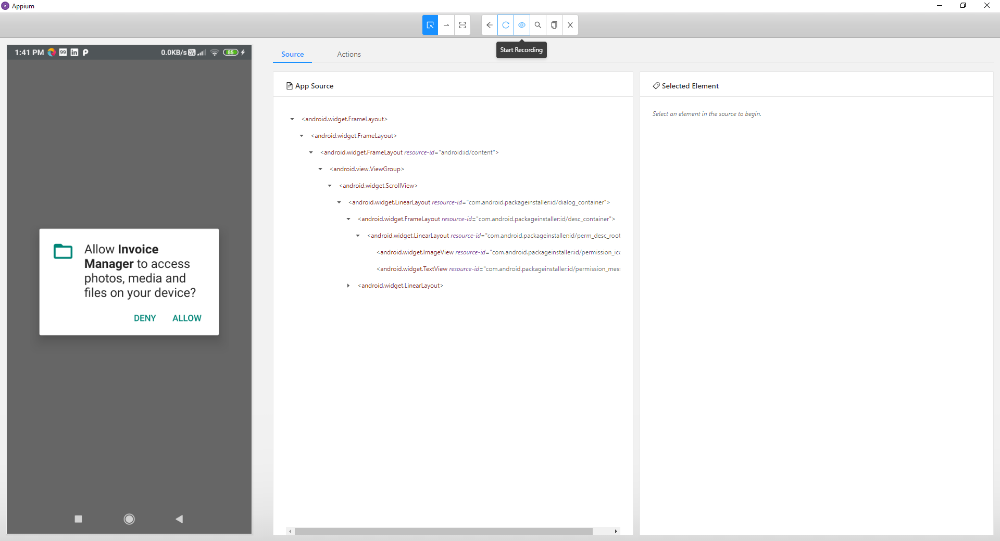 Appium
Start Recording
1:41 PM 99 in P 0.0KB/s VoLTE 85
Source Actions
App Source
Selected Element
Select an element in the source to begin.
<android.widget.FrameLayout>
<android.widget.FrameLayout>
<android.widget.FrameLayout resource-id="android:id/content">
<android.view.ViewGroup>
<android.widget.ScrollView>
<android.widget.LinearLayout resource-id="com.android.packageinstaller:id/dialog_container">
<android.widget.FrameLayout resource-id="com.android.packageinstaller:id/desc_container">
<android.widget.LinearLayout resource-id="com.android.packageinstaller:id/perm_desc_root
<android.widget.ImageView resource-id="com.android.packageinstaller:id/permission_ico
<android.widget.TextView resource-id="com.android.packageinstaller:id/permission_mess
<android.widget.LinearLayout>
Allow Invoice
Manager to access
photos, media and
files on your device?
DENY ALLOW